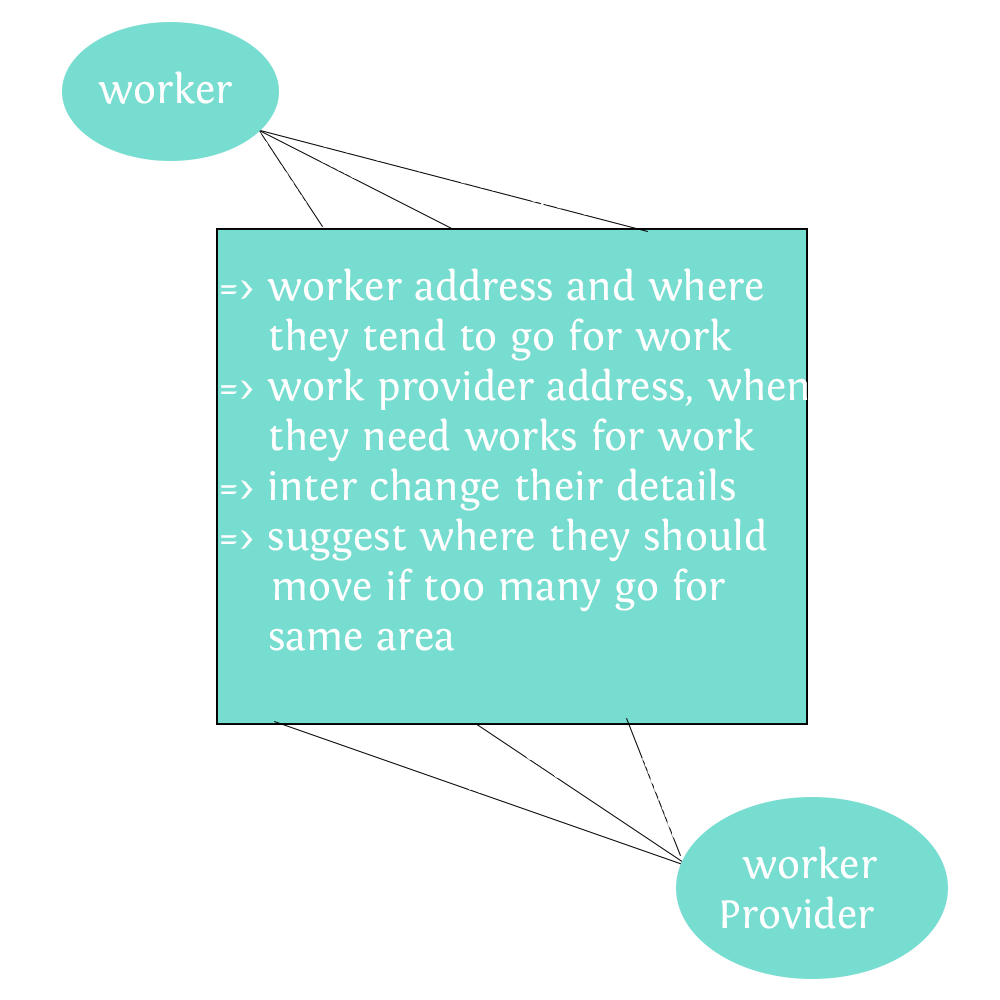 worker
=> worker address and where
they tend to go for work
=> work provider address, when
they need works for work
=> inter change their details
=> suggest where they should
move if too many go for
same area
worker
Provider